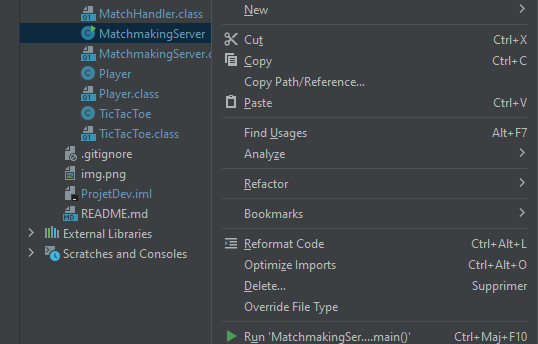 MatchHandler.class
MatchmakingServer
MatchmakingServer.c
Player
Player.class
TicTacToe
TicTacToe.class
.gitignore
img.png
ProjetDev.iml
README.md
External Libraries
Scratches and Consoles
New
Cut Ctrl+X
Copy Ctrl+C
Copy Path/Reference...
Paste Ctrl+V
Find Usages Alt+F7
Analyze
Refactor
Bookmarks
Reformat Code Ctrl+Alt+L
Optimize Imports Ctrl+Alt+O
Delete... Supprimer
Override File Type
Run 'MatchmakingSer....main()' Ctrl+Maj+F10